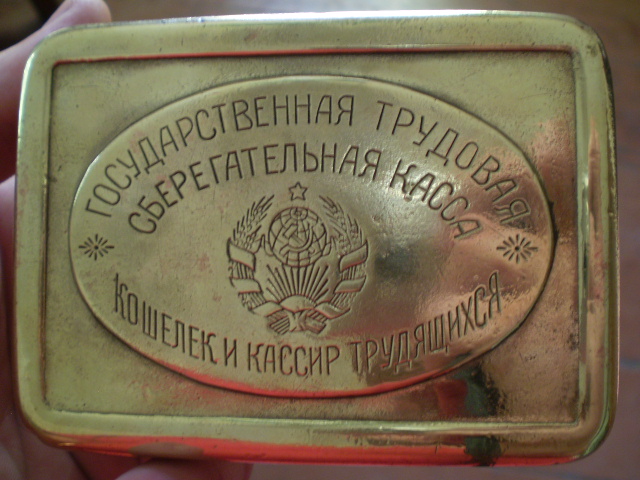 ГОСУДАРСТВЕННАЯ ТРУДОВАЯ
СБЕРЕГАТЕЛЬНАЯ КАССА
КОШЕЛЕК И КАССИР ТРУДЯЩИХСЯ